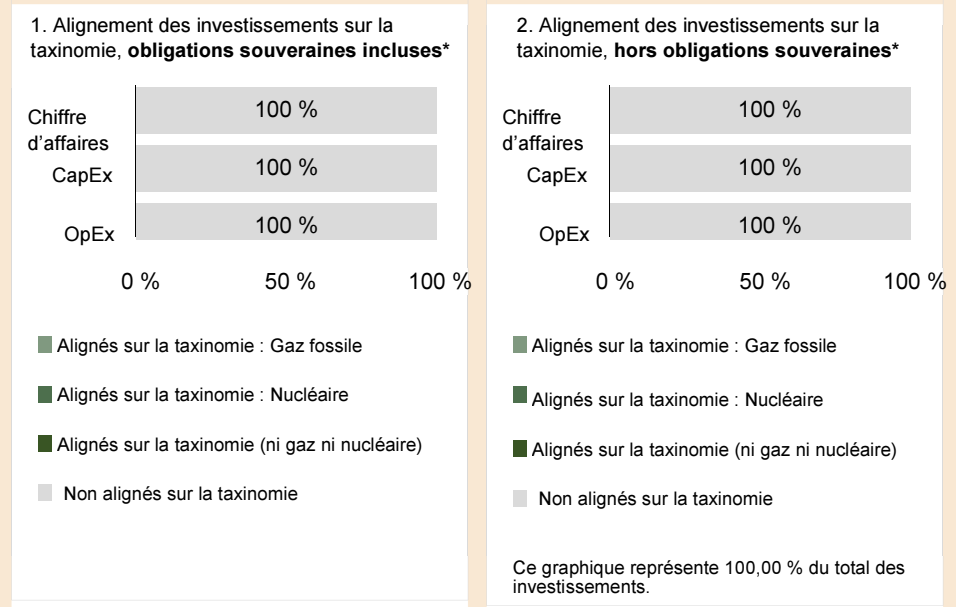 1. Alignement des investissements sur la
taxinomie, obligations souveraines incluses*
Chiffre
d’affaires
100 %
CapEx
100 %
OpEx
100 %
0 %
50 %
100 %
Alignés sur la taxinomie : Gaz fossile
Alignés sur la taxinomie : Nucléaire
Alignés sur la taxinomie (ni gaz ni nucléaire)
Non alignés sur la taxinomie
2. Alignement des investissements sur la
taxinomie, hors obligations souveraines*
Chiffre
d’affaires
100 %
CapEx
100 %
OpEx
100 %
0 %
50 %
100 %
Alignés sur la taxinomie : Gaz fossile
Alignés sur la taxinomie : Nucléaire
Alignés sur la taxinomie (ni gaz ni nucléaire)
Non alignés sur la taxinomie
Ce graphique représente 100,00 % du total des
investissements.